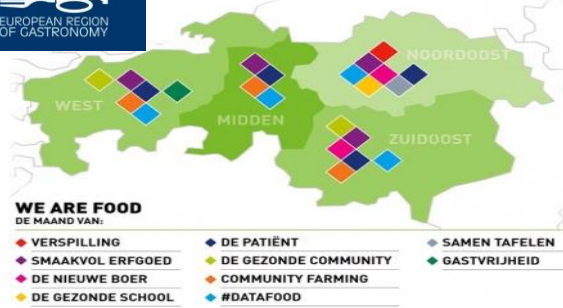 EUROPEAN REGION
OF GASTRONOMY
NOORDOOST
WEST
MIDDEN
ZUIDOOST
WE ARE FOOD
DE MAAND VAN:
VERSPILLING
SMAAKVOL ERFGOED
DE NIEUWE BOER
DE GEZONDE SCHOOL
DE PATIËNT
DE GEZONDE COMMUNITY
COMMUNITY FARMING
#DATAFOOD
SAMEN TAFELEN
GASTVRIJHEID